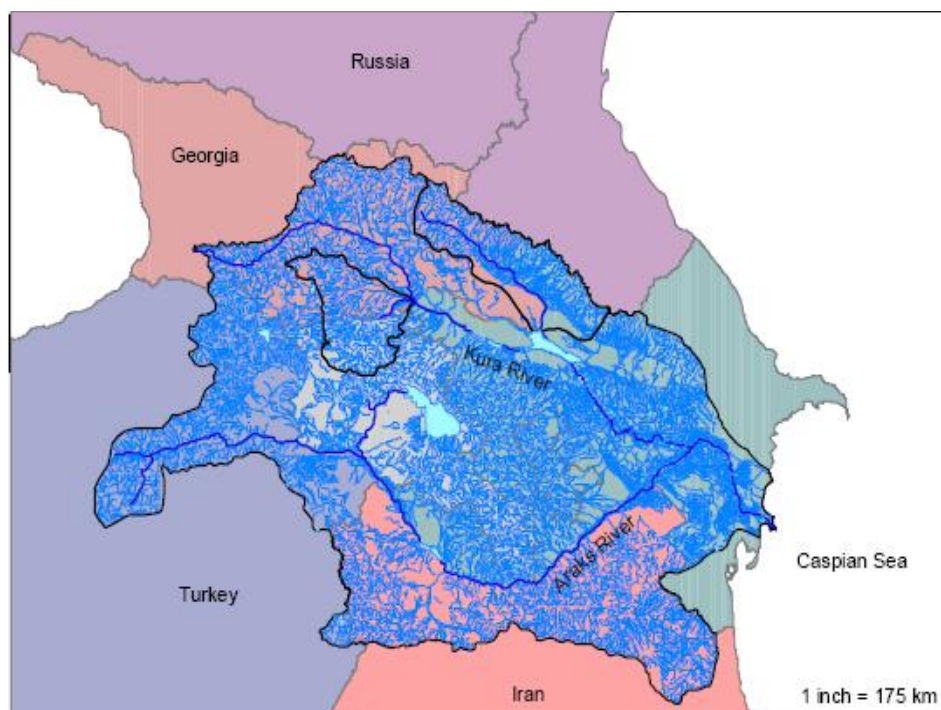 Russia
Georgia
Kura River
Araks River
Caspian Sea
Turkey
Iran
1 inch = 175 km